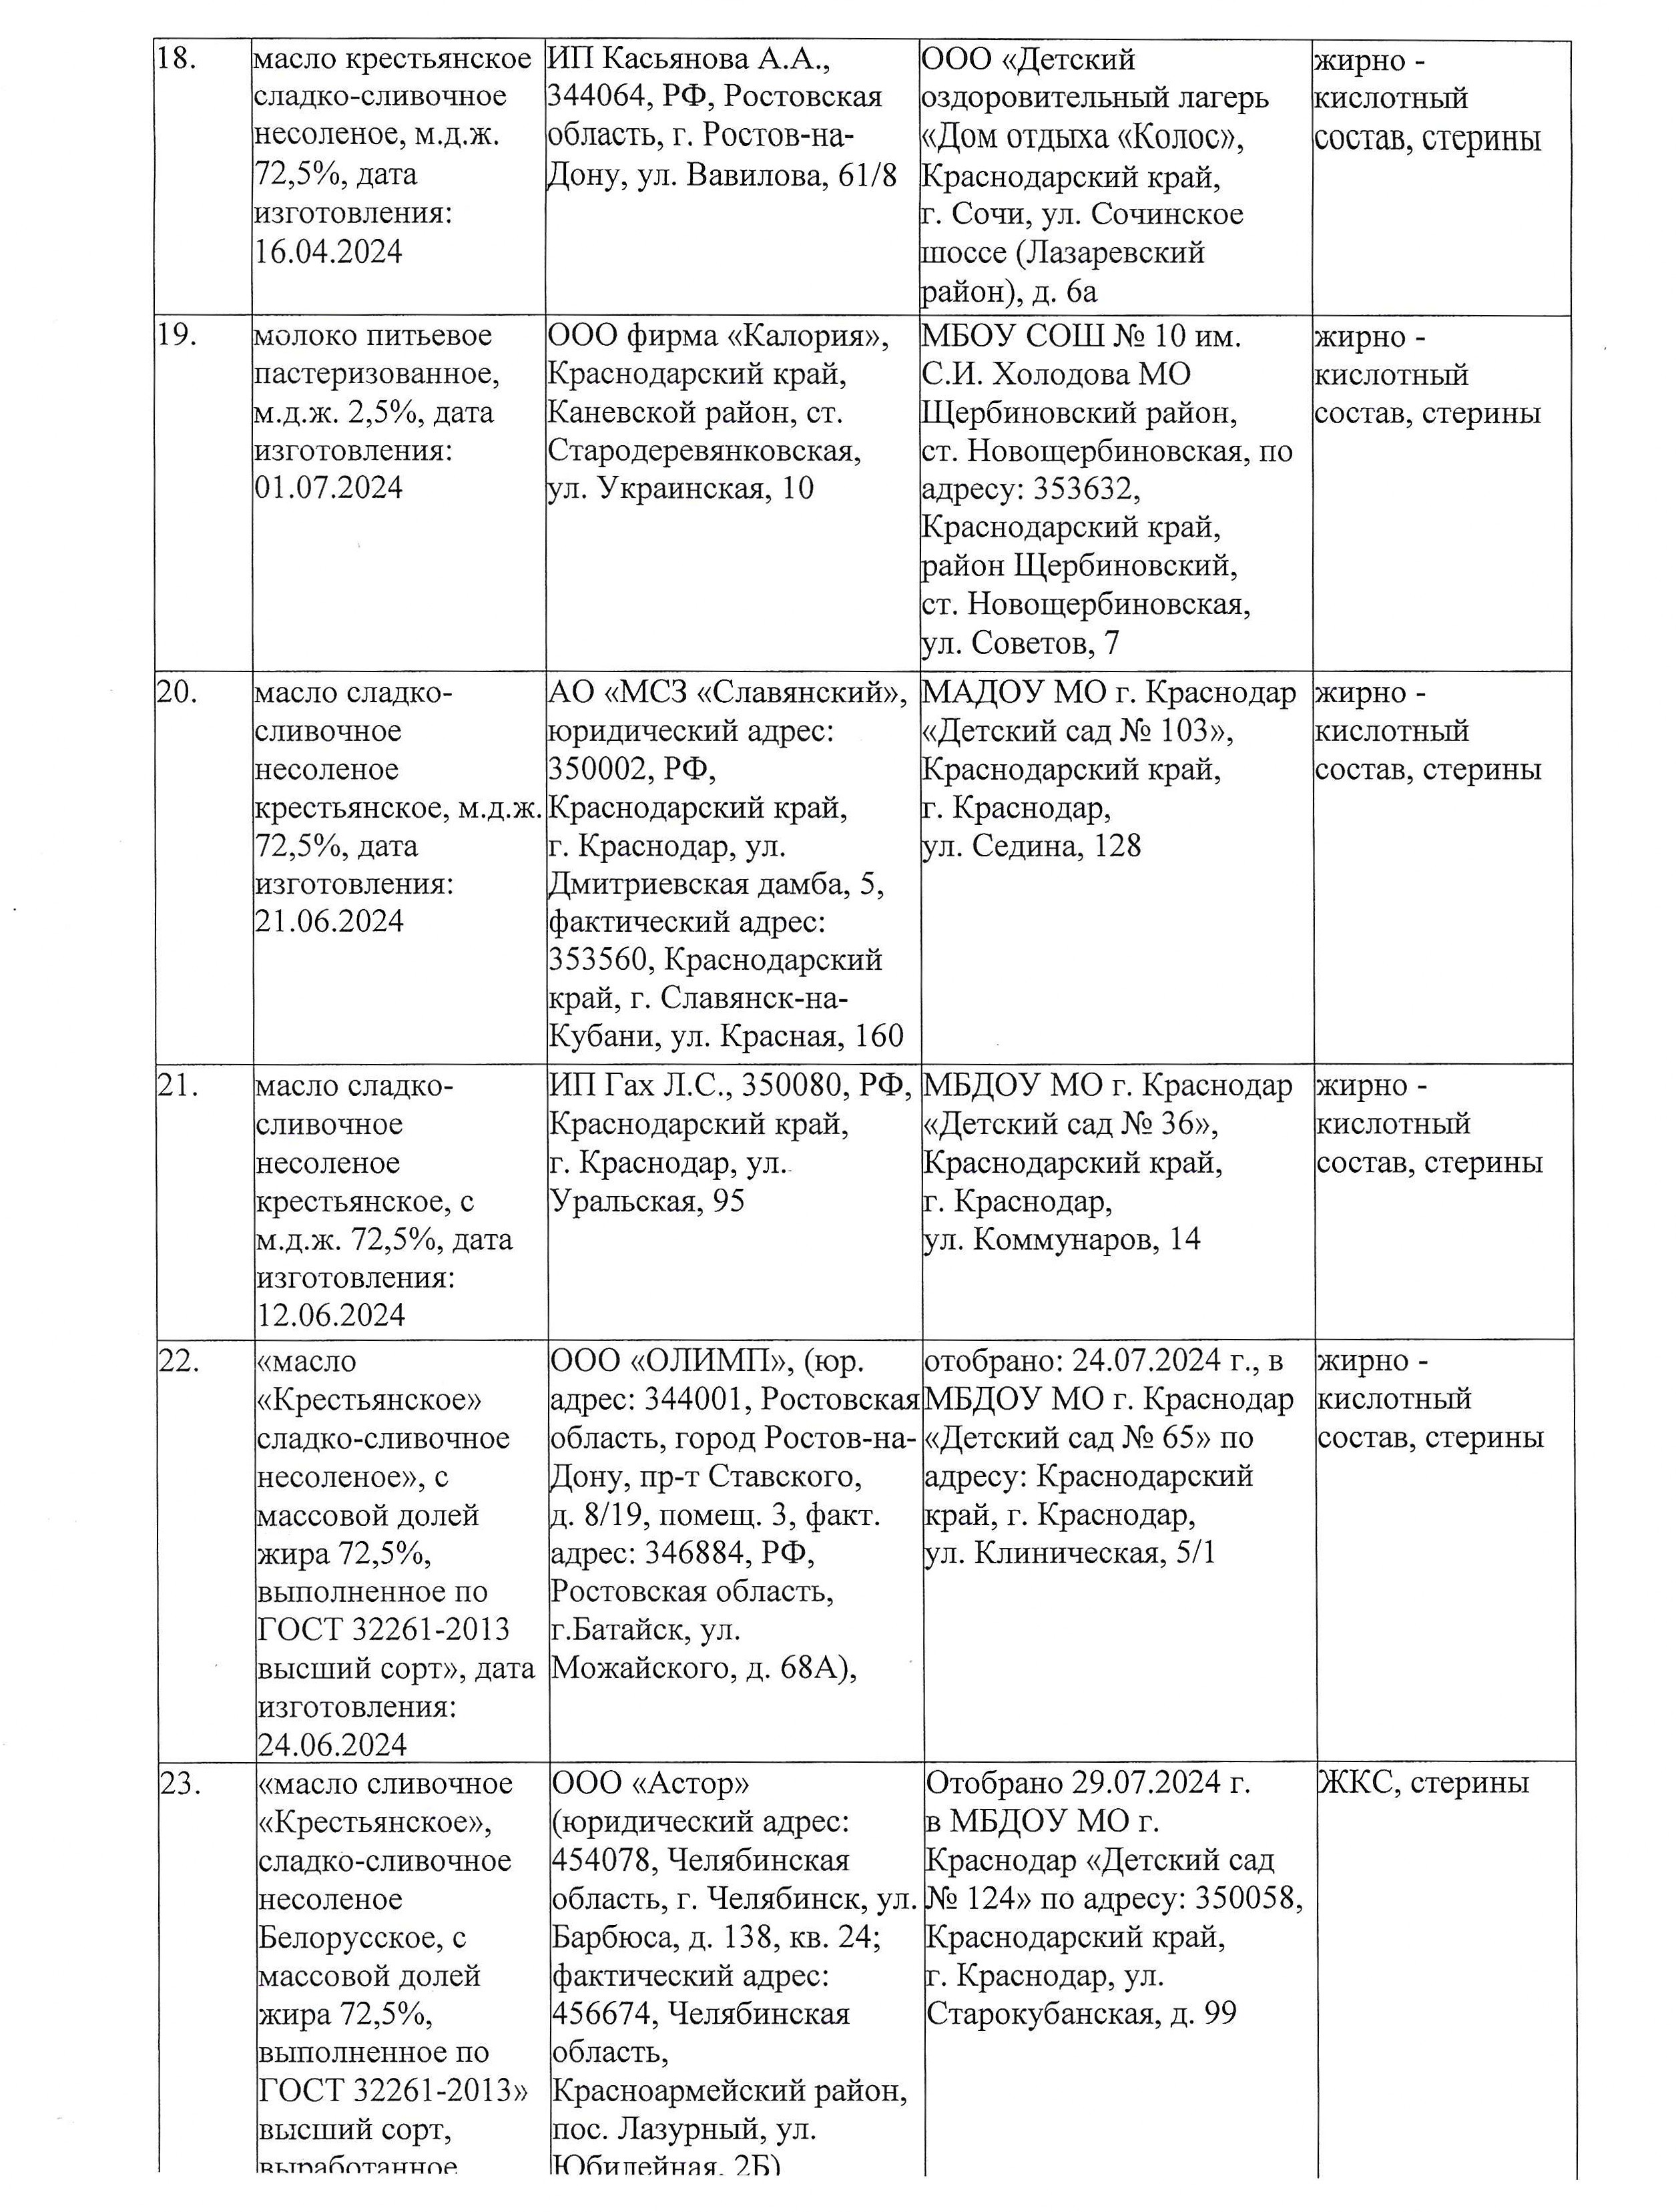 18.
масло крестьянское
сладко-сливочное
несоленое, м.д.ж.
72,5%, дата
изготовления:
16.04.2024
ИП Касьянова А.А.,
344064, РФ, Ростовская
область, г. Ростов-на-
Дону, ул. Вавилова, 61/8
ООО «Детский
оздоровительный лагерь
«Дом отдыха «Колос»,
Краснодарский край,
г. Сочи, ул. Сочинское
шоссе (Лазаревский
район), д. 6а
жирно -
кислотный
состав, стерины
19.
молоко питьевое
пастеризованное,
м.д.ж. 2,5%, дата
изготовления:
01.07.2024
ООО фирма «Калория»,
Краснодарский край,
Каневской район, ст.
Стародеревянковская,
ул. Украинская, 10
МБОУ СОШ № 10 им.
С.И. Холодова МО
Щербиновский район,
ст. Новощербиновская, по
адресу: 353632,
Краснодарский край,
район Щербиновский,
ст. Новощербиновская,
ул. Советов, 7
жирно -
кислотный
состав, стерины
20.
масло сладко-
сливочное
несоленое
крестьянское, м.д.ж.
72,5%, дата
изготовления:
21.06.2024
АО «МСЗ «Славянский»,
юридический адрес:
350002, РФ,
Краснодарский край,
г. Краснодар, ул.
Дмитриевская дамба, 5,
фактический адрес:
353560, Краснодарский
край, г. Славянск-на-
Кубани, ул. Красная, 160
МАДОУ МО г. Краснодар
«Детский сад № 103»,
Краснодарский край,
г. Краснодар,
ул. Седина, 128
жирно -
кислотный
состав, стерины
21.
масло сладко-
сливочное
несоленое
крестьянское, с
м.д.ж. 72,5%, дата
изготовления:
12.06.2024
ИП Гах Л.С., 350080, РФ,
Краснодарский край,
г. Краснодар, ул.
Уральская, 95
МБДОУ МО г. Краснодар
«Детский сад № 36»,
Краснодарский край,
г. Краснодар,
ул. Коммунаров, 14
жирно -
кислотный
состав, стерины
22.
«масло
«Крестьянское»
сладко-сливочное
несоленое», с
массовой долей
жира 72,5%,
выполненное по
ГОСТ 32261-2013
высший сорт», дата
изготовления:
24.06.2024
ООО «ОЛИМП», (юр.
адрес: 344001, Ростовская
область, город Ростов-на-
Дону, пр-т Ставского,
д. 8/19, помещ. 3, факт.
адрес: 346884, РФ,
Ростовская область,
г.Батайск, ул.
Можайского, д. 68А),
отобрано: 24.07.2024 г., в
МБДОУ МО г. Краснодар
«Детский сад № 65» по
адресу: Краснодарский
край, г. Краснодар,
ул. Клиническая, 5/1
жирно -
кислотный
состав, стерины
23.
«масло сливочное
«Крестьянское»,
сладко-сливочное
несоленое
Белорусское, с
массовой долей
жира 72,5%,
выполненное по
ГОСТ 32261-2013»
высший сорт,
выработанное
ООО «Астор»
(юридический адрес:
454078, Челябинская
область, г. Челябинск, ул.
Барбюса, д. 138, кв. 24;
фактический адрес:
456674, Челябинская
область,
Красноармейский район,
пос. Лазурный, ул.
Юбилейная, 2Б)
Отобрано 29.07.2024 г.
в МБДОУ МО г.
Краснодар «Детский сад
№ 124» по адресу: 350058,
Краснодарский край,
г. Краснодар, ул.
Старокубанская, д. 99
ЖКС, стерины